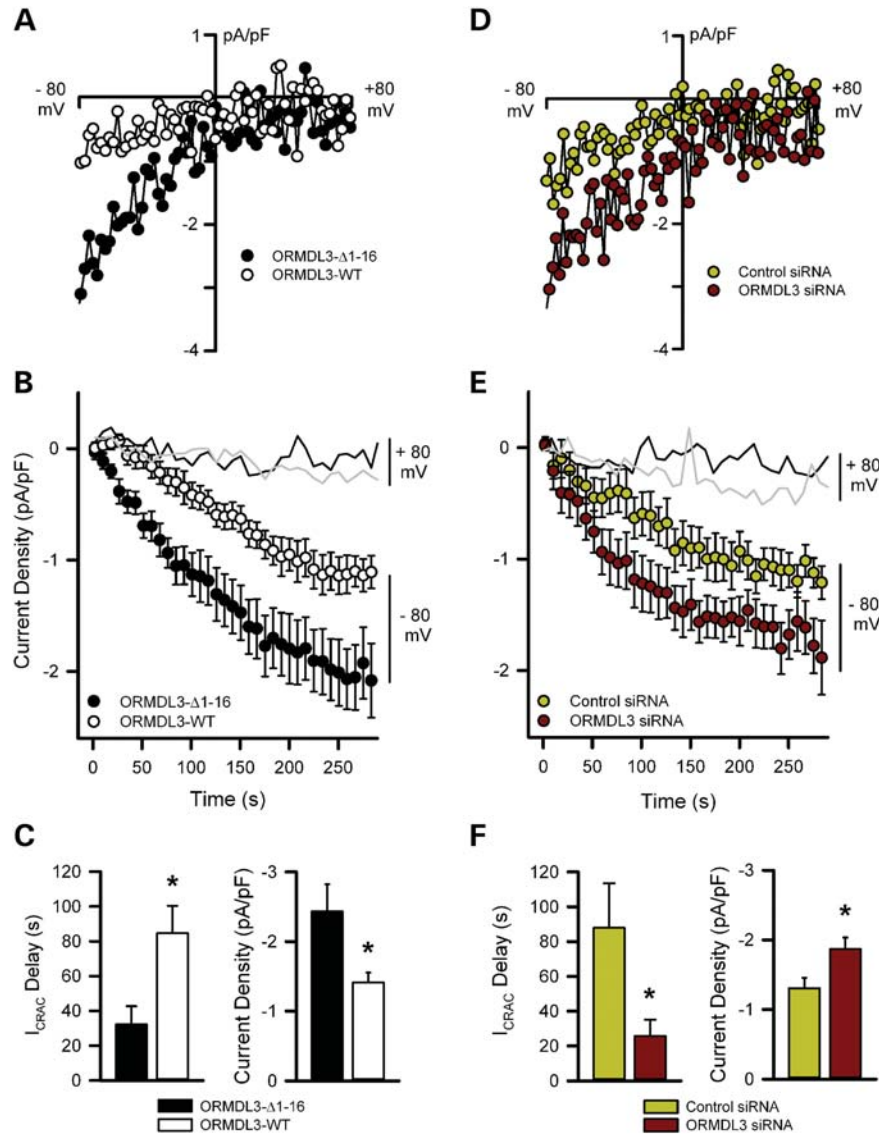 A
1
pA/pF
- 80
mV
+80
mV
-2
-4
ORMDL3-Δ1-16
ORMDL3-WT
D
1
pA/pF
- 80
mV
+80
mV
-2
-4
Control siRNA
ORMDL3 siRNA
B
Current Density (pA/pF)
0
-1
-2
+ 80
mV
- 80
mV
ORMDL3-Δ1-16
ORMDL3-WT
0 50 100 150 200 250
Time (s)
E
0
-1
-2
+ 80
mV
- 80
mV
Control siRNA
ORMDL3 siRNA
0 50 100 150 200 250
Time (s)
C
ICRAC Delay (s)
120
100
80
60
40
20
0
*
Current Density (pA/pF)
-3
-2
-1
0
*
ORMDL3-Δ1-16
ORMDL3-WT
F
ICRAC Delay (s)
120
100
80
60
40
20
0
*
Current Density (pA/pF)
-3
-2
-1
0
*
Control siRNA
ORMDL3 siRNA